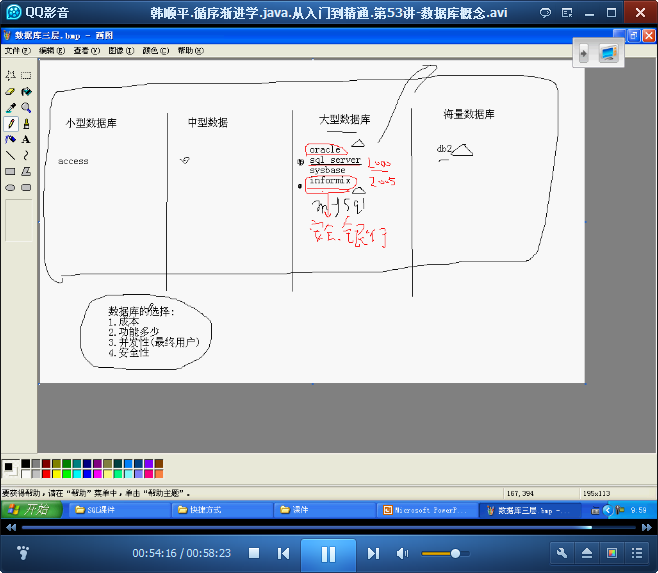 QQ影音
韩顺平.循序渐进学.java.从入门到精通.第53讲-数据库概念.avi
数据库三层.bmp - 画图
文件(F) 编辑(E) 查看(V) 图像(I) 颜色(C) 帮助(H)
小型数据库 中型数据 大型数据库 海量数据库
access
oracle
sql server 2000
sysbase
informix 2005
db2
mysql
安全.银行
数据库的选择:
1.成本
2.功能多少
3.并发性(最终用户)
4.安全性
要获得帮助,请在“帮助”菜单中,单击“帮助主题”。 167,394 195x113
开始 SQL课件 快捷方式 课件 Microsoft PowerP... 数据库三层.bmp -... 9:59
00:54:16 / 00:58:23